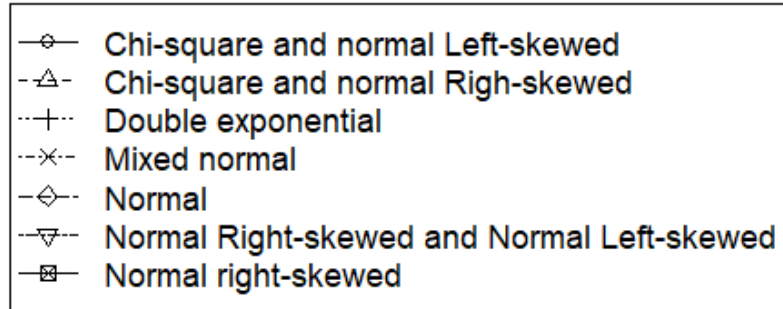 Chi-square and normal Left-skewed
Chi-square and normal Righ-skewed
Double exponential
Mixed normal
Normal
Normal Right-skewed and Normal Left-skewed
Normal right-skewed